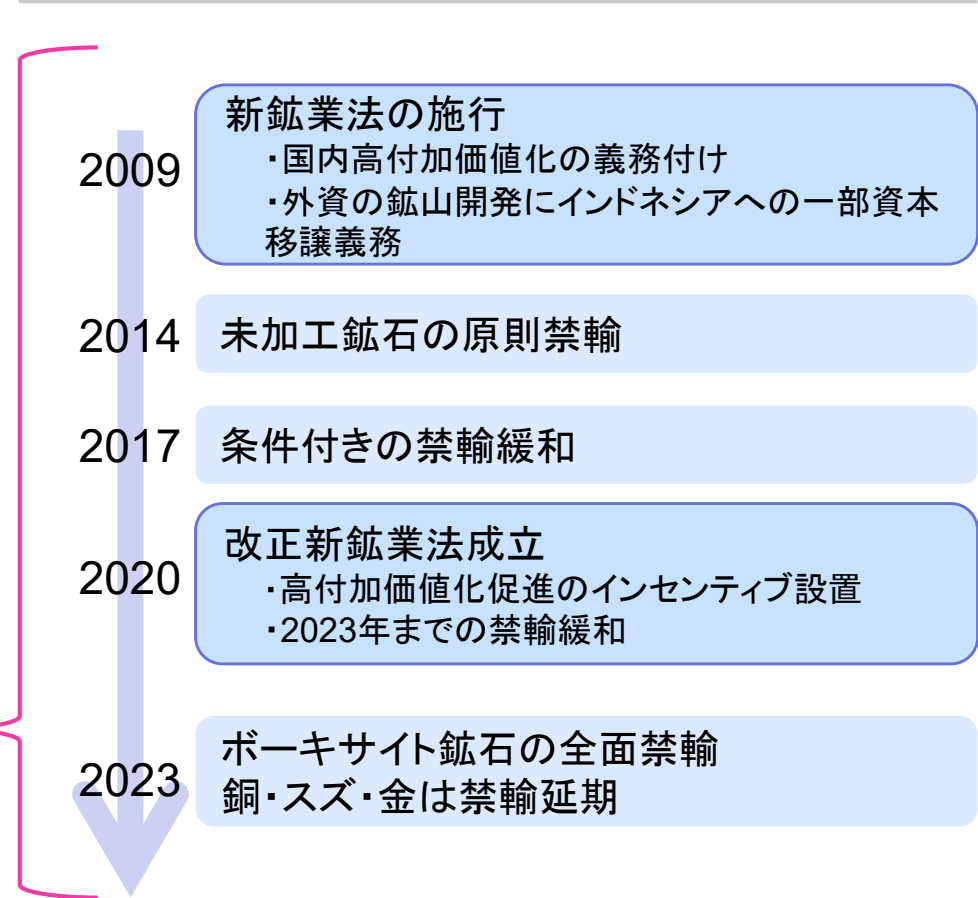 2009
新鉱業法の施行
・国内高付加価値化の義務付け
・外資の鉱山開発にインドネシアへの一部資本
移譲義務
2014
未加工鉱石の原則禁輸
2017
条件付きの禁輸緩和
2020
改正新鉱業法成立
・高付加価値化促進のインセンティブ設置
・2023年までの禁輸緩和
2023
ボーキサイト鉱石の全面禁輸
銅・スズ・金は禁輸延期